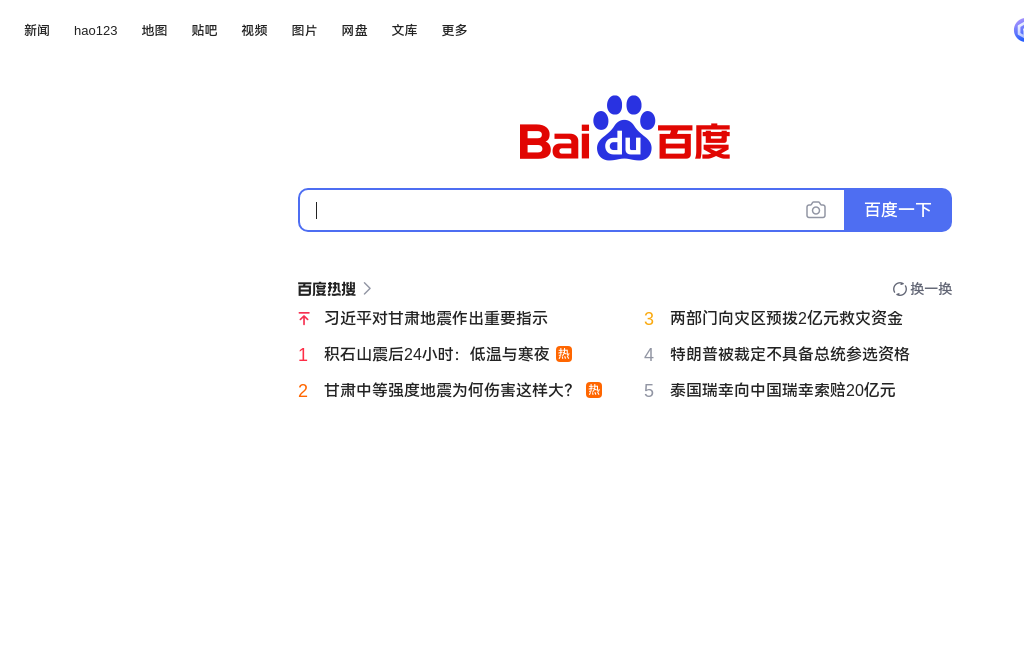 新闻 hao123 地图 贴吧 视频 图片 网盘 文库 更多
Bai du 百度
百度一下
百度热搜 换一换
习近平对甘肃地震作出重要指示
1 积石山震后24小时：低温与寒夜 热
2 甘肃中等强度地震为何伤害这样大？ 热
3 两部门向灾区预拨2亿元救灾资金
4 特朗普被裁定不具备总统参选资格
5 泰国瑞幸向中国瑞幸索赔20亿元